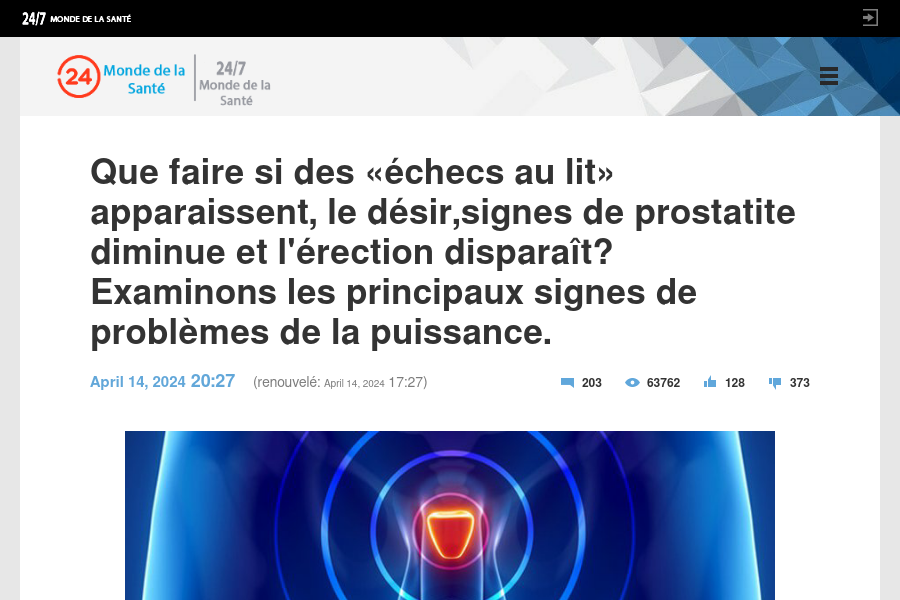 24/7 MONDE DE LA SANTÉ
24 Monde de la
Santé
24/7
Monde de la
Santé
Que faire si des «échecs au lit»
apparaissent, le désir,signes de prostatite
diminue et l'érection disparaît?
Examinons les principaux signes de
problèmes de la puissance.
April 14, 2024 20:27 (renouvelé: April 14, 2024 17:27) 203 63762 128 373